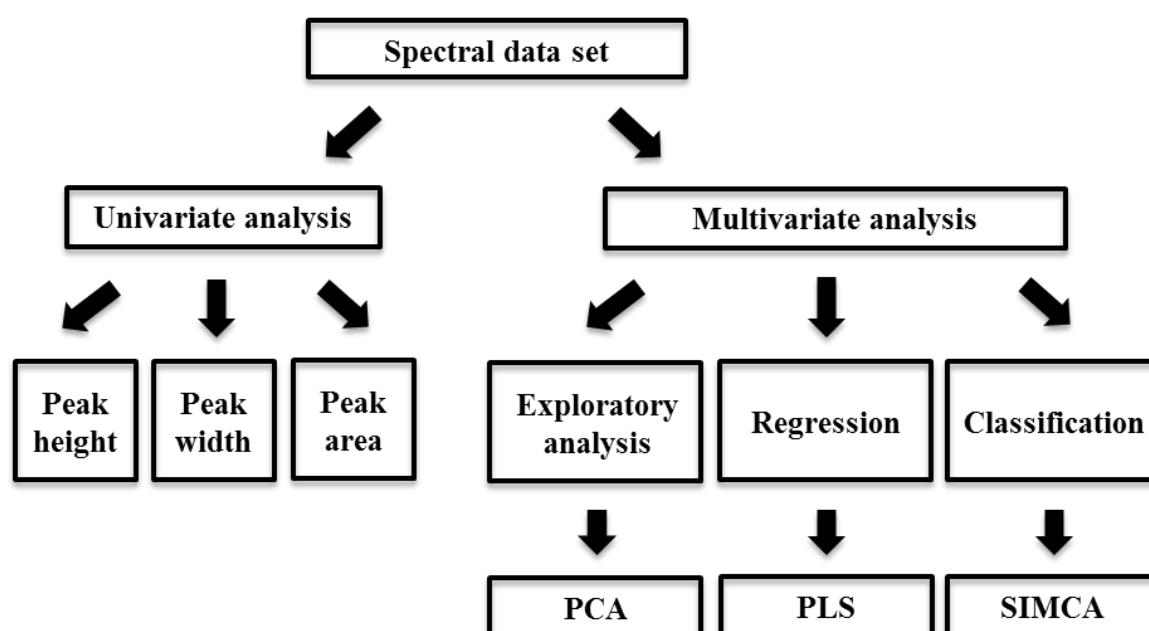 Spectral data set
Univariate analysis
Multivariate analysis
Peak
height
Peak
width
Peak
area
Exploratory
analysis
Regression
Classification
PCA
PLS
SIMCA